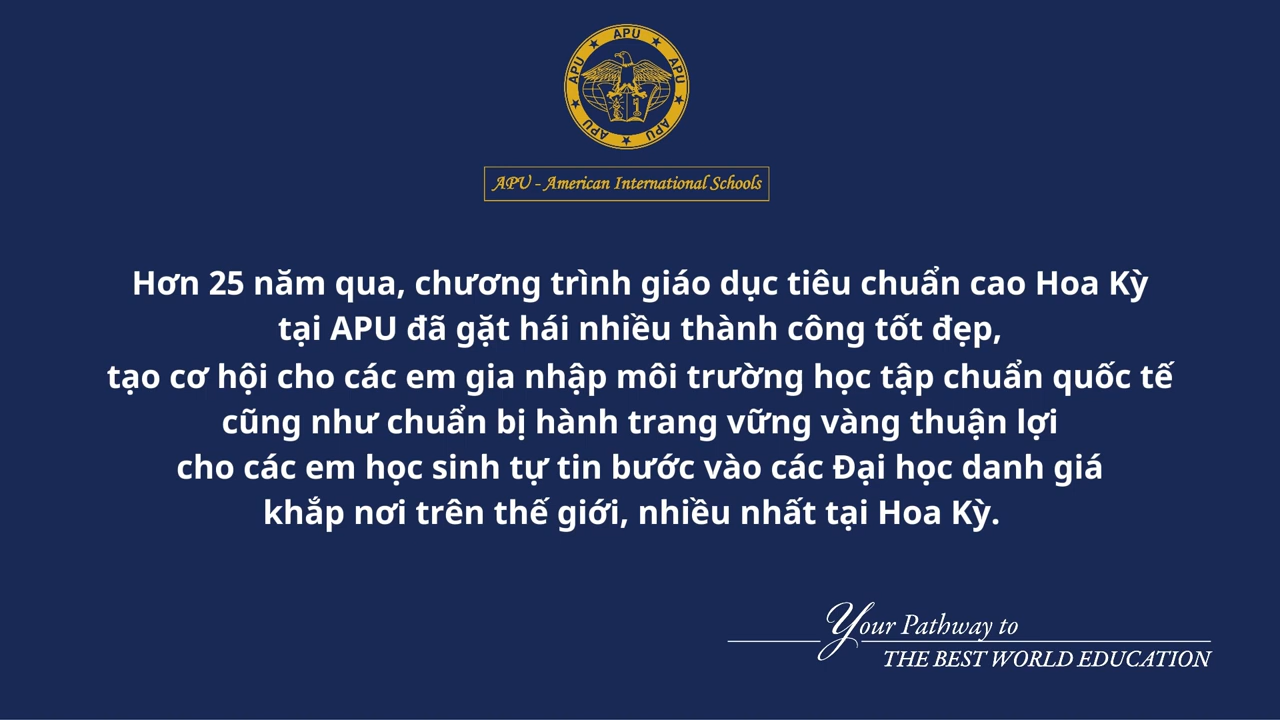 APU
APU
APU
APU
APU
APU - American International Schools
Hơn 25 năm qua, chương trình giáo dục tiêu chuẩn cao Hoa Kỳ
tại APU đã gặt hái nhiều thành công tốt đẹp,
tạo cơ hội cho các em gia nhập môi trường học tập chuẩn quốc tế
cũng như chuẩn bị hành trang vững vàng thuận lợi
cho các em học sinh tự tin bước vào các Đại học danh giá
khắp nơi trên thế giới, nhiều nhất tại Hoa Kỳ.
Your Pathway to
THE BEST WORLD EDUCATION